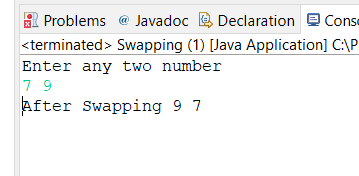 Problems @ Javadoc Declaration Conso
<terminated> Swapping (1) [Java Application] C:\P
Enter any two number
7 9
After Swapping 9 7